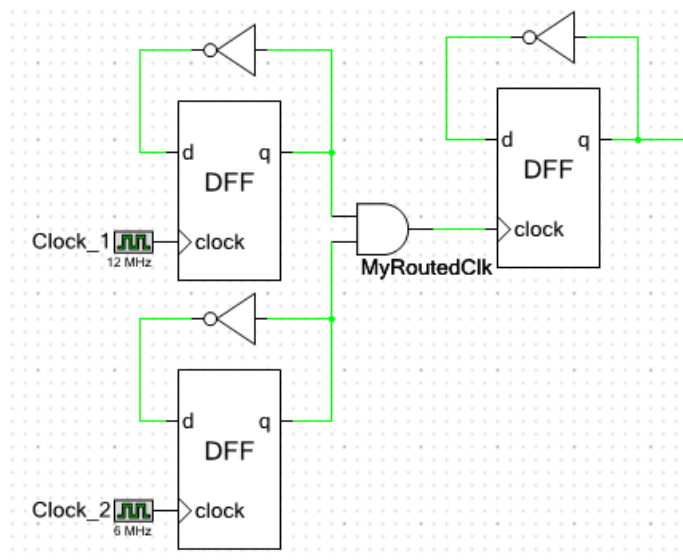 d q
DFF
Clock_1
12 MHz
clock
d q
DFF
clock
MyRoutedClk
d q
DFF
Clock_2
6 MHz
clock